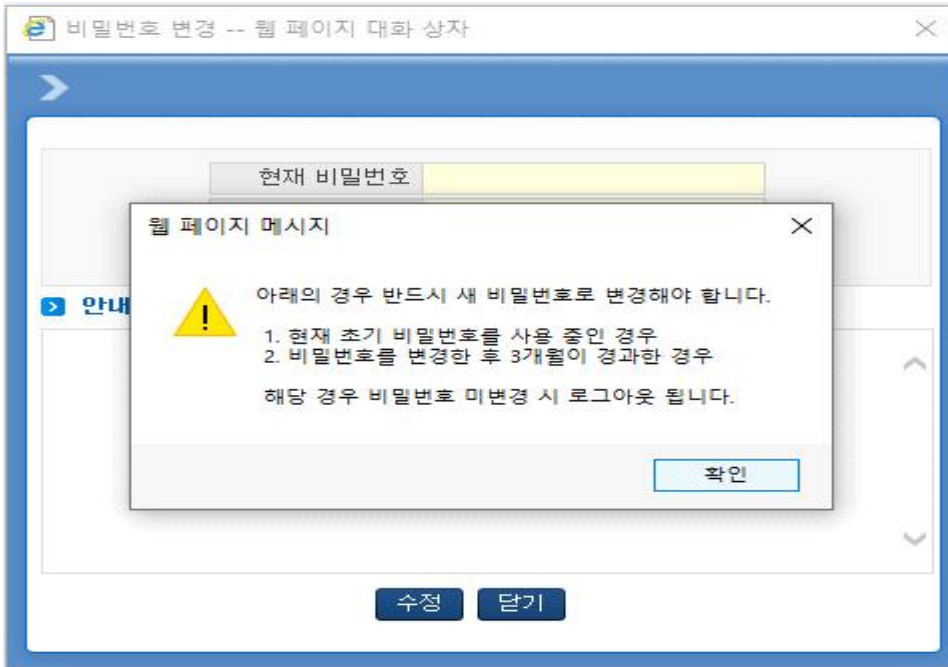 비밀번호 변경 -- 웹 페이지 대화 상자
현재 비밀번호
웹 페이지 메시지
안내
아래의 경우 반드시 새 비밀번호로 변경해야 합니다.
1. 현재 초기 비밀번호를 사용 중인 경우
2. 비밀번호를 변경한 후 3개월이 경과한 경우
해당 경우 비밀번호 미변경 시 로그아웃 됩니다.
확인
수정 닫기